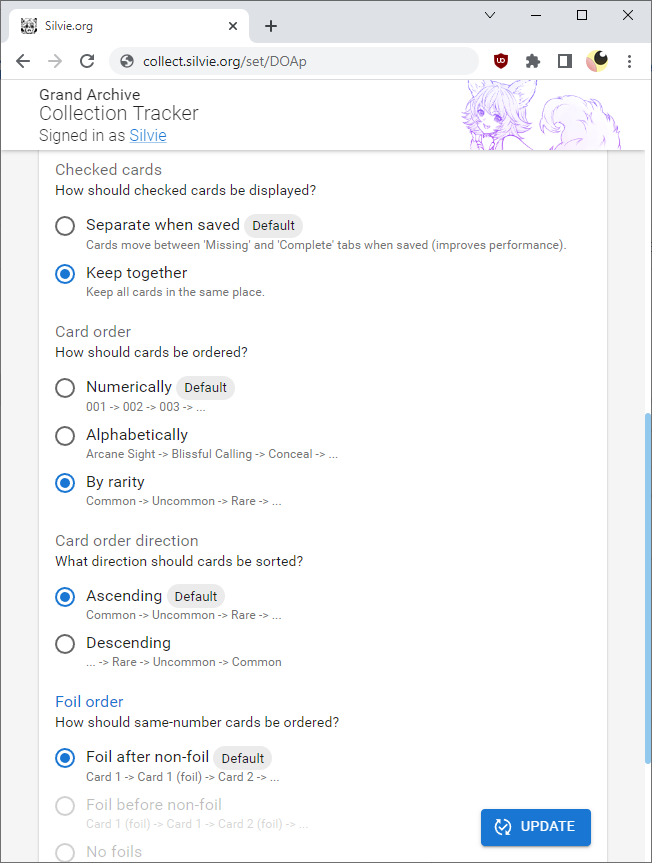 Silvie.org
collect.silvie.org/set/DOAp
Grand Archive
Collection Tracker
Signed in as Silvie
Checked cards
How should checked cards be displayed?
Separate when saved Default
Cards move between 'Missing' and 'Complete' tabs when saved (improves performance).
Keep together
Keep all cards in the same place.
Card order
How should cards be ordered?
Numerically Default
001 -> 002 -> 003 -> ...
Alphabetically
Arcane Sight -> Blissful Calling -> Conceal -> ...
By rarity
Common -> Uncommon -> Rare -> ...
Card order direction
What direction should cards be sorted?
Ascending Default
Common -> Uncommon -> Rare -> ...
Descending
... -> Rare -> Uncommon -> Common
Foil order
How should same-number cards be ordered?
Foil after non-foil Default
Card 1 -> Card 1 (foil) -> Card 2 -> ...
Foil before non-foil
Card 1 (foil) -> Card 1 -> Card 2 (foil) -> ...
UPDATE
No foils